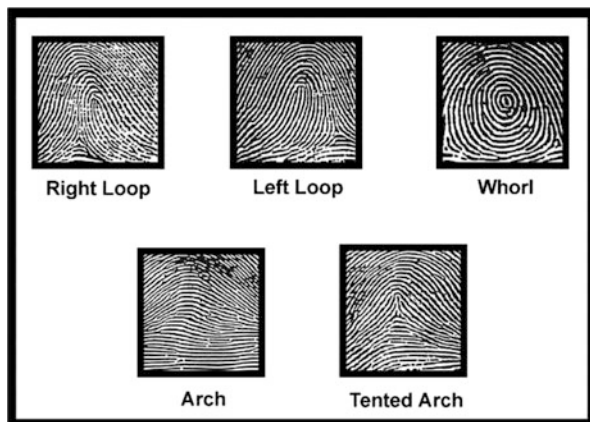 Right Loop
Left Loop
Whorl
Arch
Tented Arch